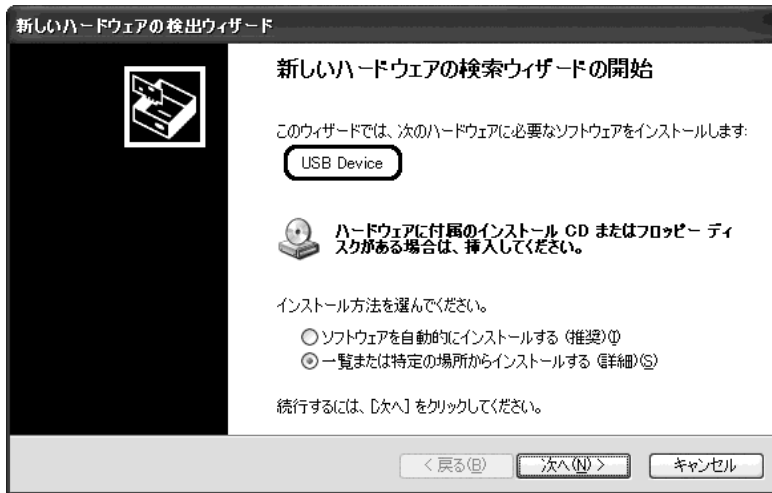 新しいハードウェアの検出ウィザード
新しいハードウェアの検索ウィザードの開始
このウィザードでは、次のハードウェアに必要なソフトウェアをインストールします:
USB Device
ハードウェアに付属のインストール CD またはフロッピー ディ
スクがある場合は、挿入してください。
インストール方法を選んでください。
ソフトウェアを自動的にインストールする (推奨)(I)
一覧または特定の場所からインストールする (詳細)(S)
続行するには、[次へ] をクリックしてください。
< 戻る(B)
次へ(N) >
キャンセル